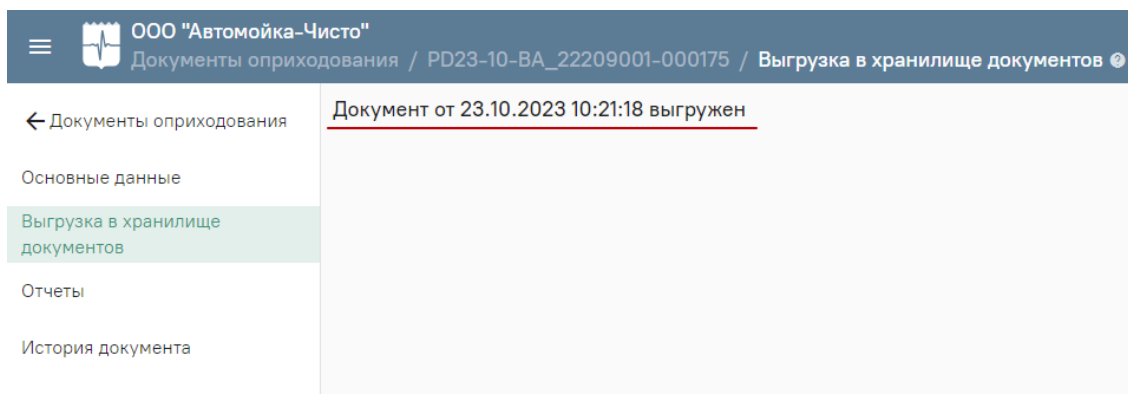 ООО "Автомойка-Чисто"
Документы оприходования / PD23-10-BA_22209001-000175 / Выгрузка в хранилище документов ?
← Документы оприходования
Документ от 23.10.2023 10:21:18 выгружен
Основные данные
Выгрузка в хранилище
документов
Отчеты
История документа